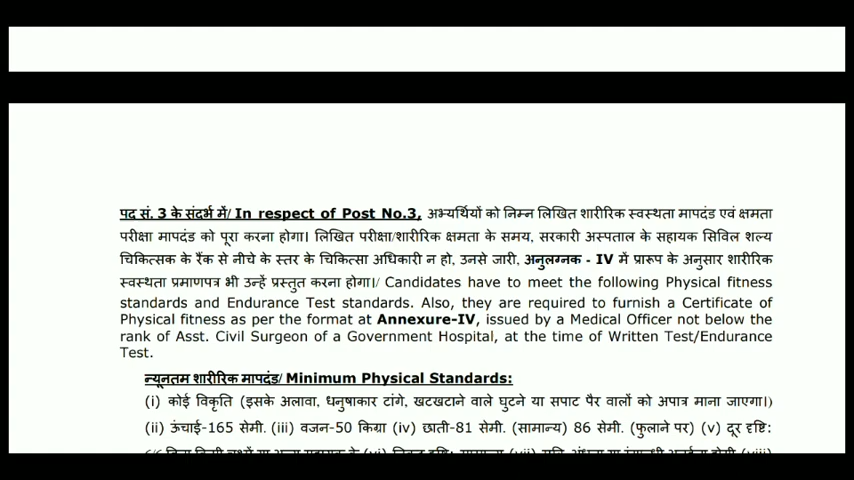 पद सं. 3 के संदर्भ में/ In respect of Post No.3, अभ्यर्थियों को निम्न लिखित शारीरिक स्वस्थता मापदंड एवं क्षमता
परीक्षा मापदंड को पूरा करना होगा। लिखित परीक्षा/शारीरिक क्षमता के समय, सरकारी अस्पताल के सहायक सिविल शल्य
चिकित्सक के रैंक से नीचे के स्तर के चिकित्सा अधिकारी न हो, उनसे जारी, अनुलग्नक - IV में प्रारूप के अनुसार शारीरिक
स्वस्थता प्रमाणपत्र भी उन्हें प्रस्तुत करना होगा।/ Candidates have to meet the following Physical fitness
standards and Endurance Test standards. Also, they are required to furnish a Certificate of
Physical fitness as per the format at Annexure-IV, issued by a Medical Officer not below the
rank of Asst. Civil Surgeon of a Government Hospital, at the time of Written Test/Endurance
Test.
न्यूनतम शारीरिक मापदंड/ Minimum Physical Standards:
(i) कोई विकृति (इसके अलावा, धनुषाकार टांगे, खटखटाने वाले घुटने या सपाट पैर वालों को अपात्र माना जाएगा।)
(ii) ऊंचाई-165 सेमी. (iii) वजन-50 किग्रा (iv) छाती-81 सेमी. (सामान्य) 86 सेमी. (फुलाने पर) (v) दूर दृष्टि: